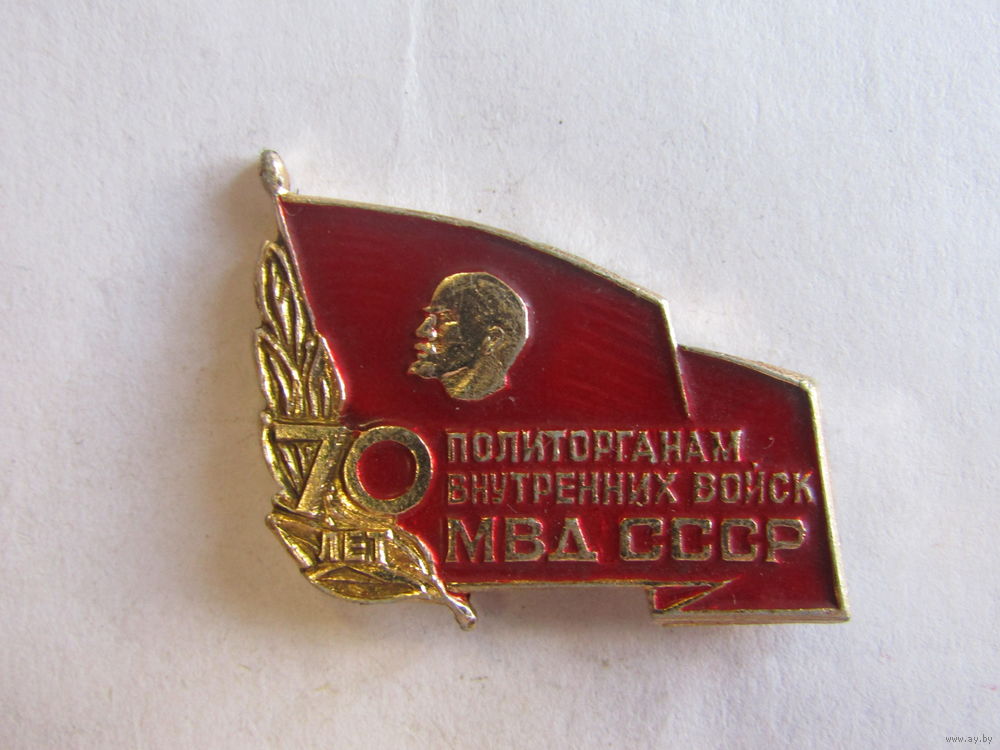 70
ЛЕТ
ПОЛИТОРГАНАМ
ВНУТРЕННИХ ВОЙСК
МВД СССР
www.ay.by